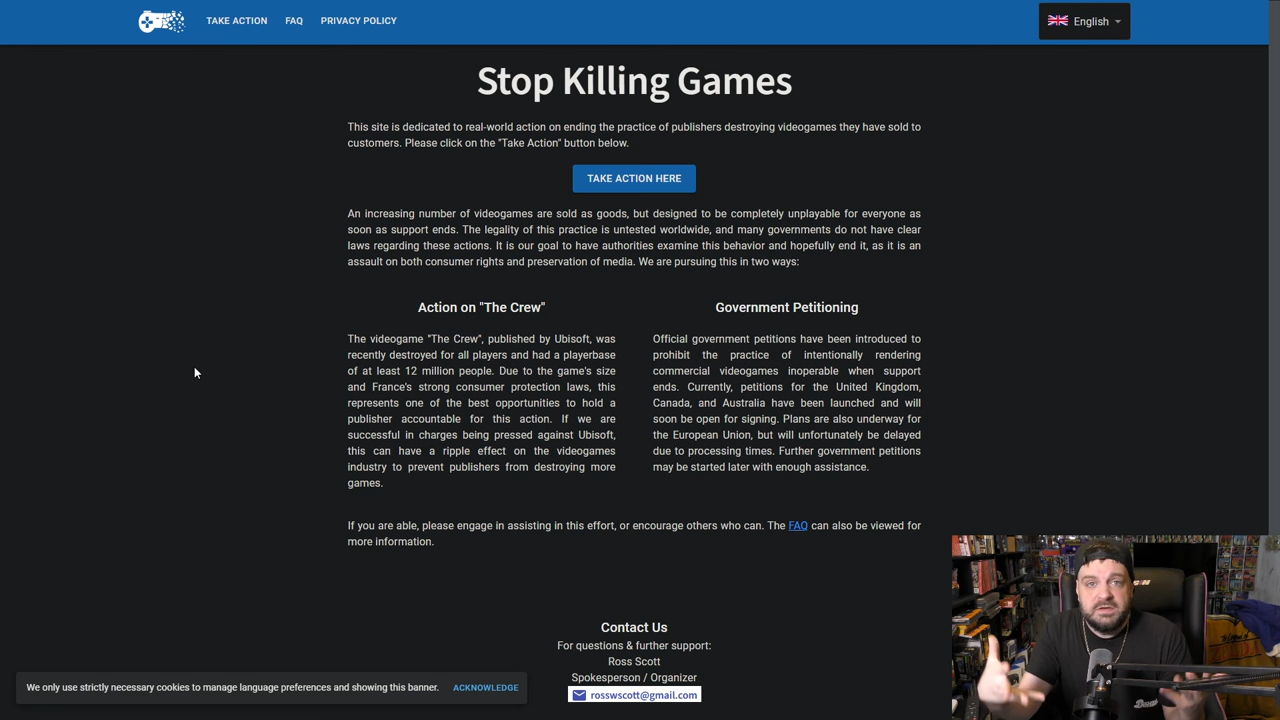 TAKE ACTION FAQ PRIVACY POLICY English
Stop Killing Games
This site is dedicated to real-world action on ending the practice of publishers destroying videogames they have sold to
customers. Please click on the "Take Action" button below.
TAKE ACTION HERE
An increasing number of videogames are sold as goods, but designed to be completely unplayable for everyone as
soon as support ends. The legality of this practice is untested worldwide, and many governments do not have clear
laws regarding these actions. It is our goal to have authorities examine this behavior and hopefully end it, as it is an
assault on both consumer rights and preservation of media. We are pursuing this in two ways:
Action on "The Crew"
The videogame "The Crew", published by Ubisoft, was
recently destroyed for all players and had a playerbase
of at least 12 million people. Due to the game's size
and France's strong consumer protection laws, this
represents one of the best opportunities to hold a
publisher accountable for this action. If we are
successful in charges being pressed against Ubisoft,
this can have a ripple effect on the videogames
industry to prevent publishers from destroying more
games.
Government Petitioning
Official government petitions have been introduced to
prohibit the practice of intentionally rendering
commercial videogames inoperable when support
ends. Currently, petitions for the United Kingdom,
Canada, and Australia have been launched and will
soon be open for signing. Plans are also underway for
the European Union, but will unfortunately be delayed
due to processing times. Further government petitions
may be started later with enough assistance.
If you are able, please engage in assisting in this effort, or encourage others who can. The FAQ can also be viewed for
more information.
Contact Us
For questions & further support:
Ross Scott
Spokesperson / Organizer
rosswscott@gmail.com
We only use strictly necessary cookies to manage language preferences and showing this banner. ACKNOWLEDGE